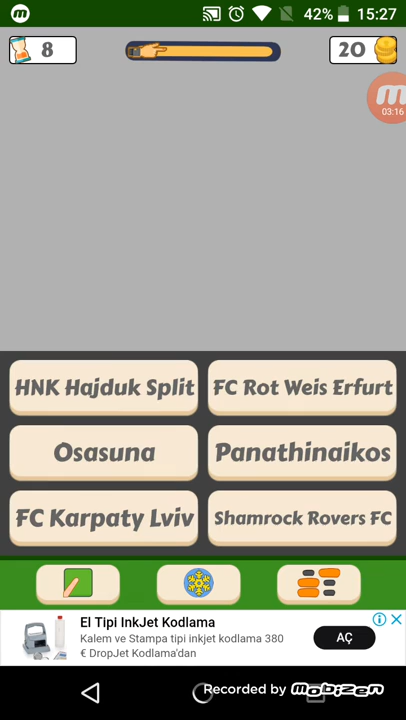 42% 15:27
8
20
03:16
HNK Hajduk Split
FC Rot Weis Erfurt
Osasuna
Panathinaikos
FC Karpaty Lviv
Shamrock Rovers FC
El Tipi InkJet Kodlama
Kalem ve Stampa tipi inkjet kodlama 380
€ DropJet Kodlama'dan
AÇ
Recorded by MOBIZEN